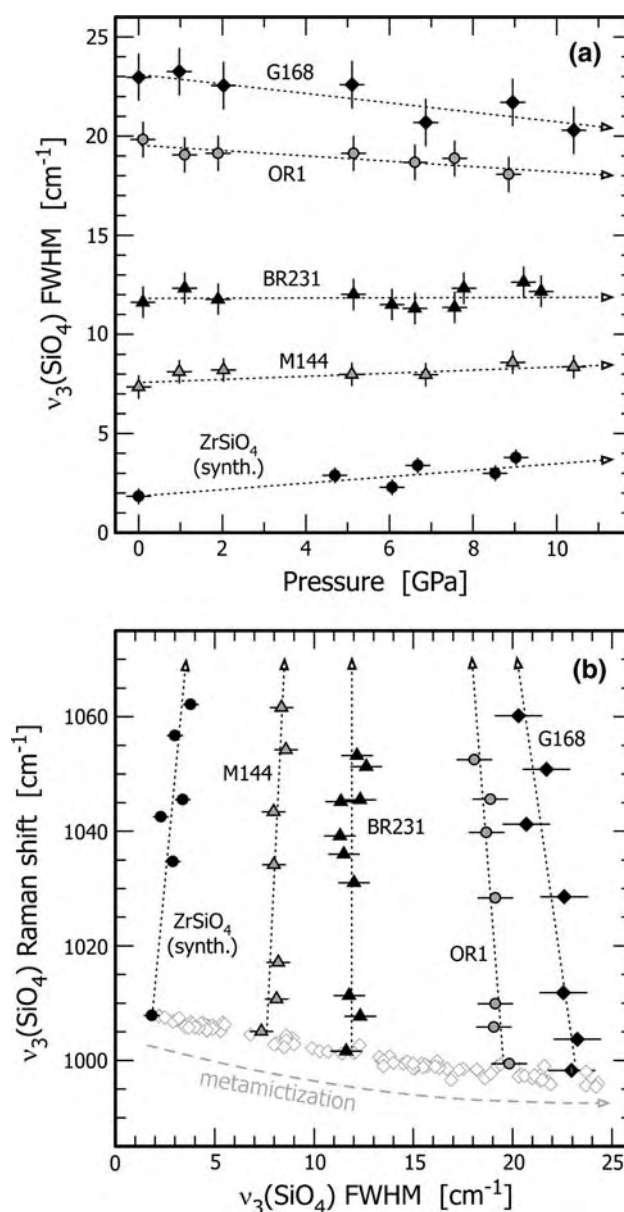 (a)
25
20
15
10
5
0
ν3(SiO4) FWHM [cm-1]
G168
OR1
BR231
M144
ZrSiO4
(synth.)
0 2 4 6 8 10
Pressure [GPa]
(b)
1060
1040
1020
1000
ν3(SiO4) Raman shift [cm-1]
G168
M144
BR231
ZrSiO4
(synth.)
OR1
metamictization
0 5 10 15 20 25
ν3(SiO4) FWHM [cm-1]